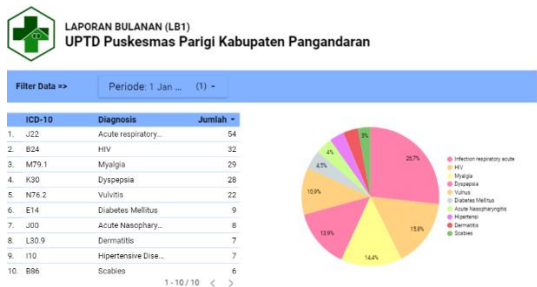 LAPORAN BULANAN (LB1)
UPTD Puskesmas Parigi Kabupaten Pangandaran
Filter Data =>
Periode: 1 Jan ... (1)
ICD-10 Diagnosis Jumlah
1. J22 Acute respiratory... 54
2. B24 HIV 32
3. M79.1 Myalgia 29
4. K30 Dyspepsia 28
5. N76.2 Vulvitis 22
6. E14 Diabetes Mellitus 9
7. J00 Acute Nasophary... 8
8. L30.9 Dermatitis 7
9. I10 Hipertensive Dise... 7
10. B86 Scabies 6
1 - 10 / 10 < >
3%
4%
4,5%
10,9%
13,9%
14,4%
15,8%
26,7%
Infection respiratory acute
HIV
Myalgia
Dyspepsia
Vulnus
Diabetes Mellitus
Acute Nasopharyngitis
Hipertensi
Dermatitis
Scabies